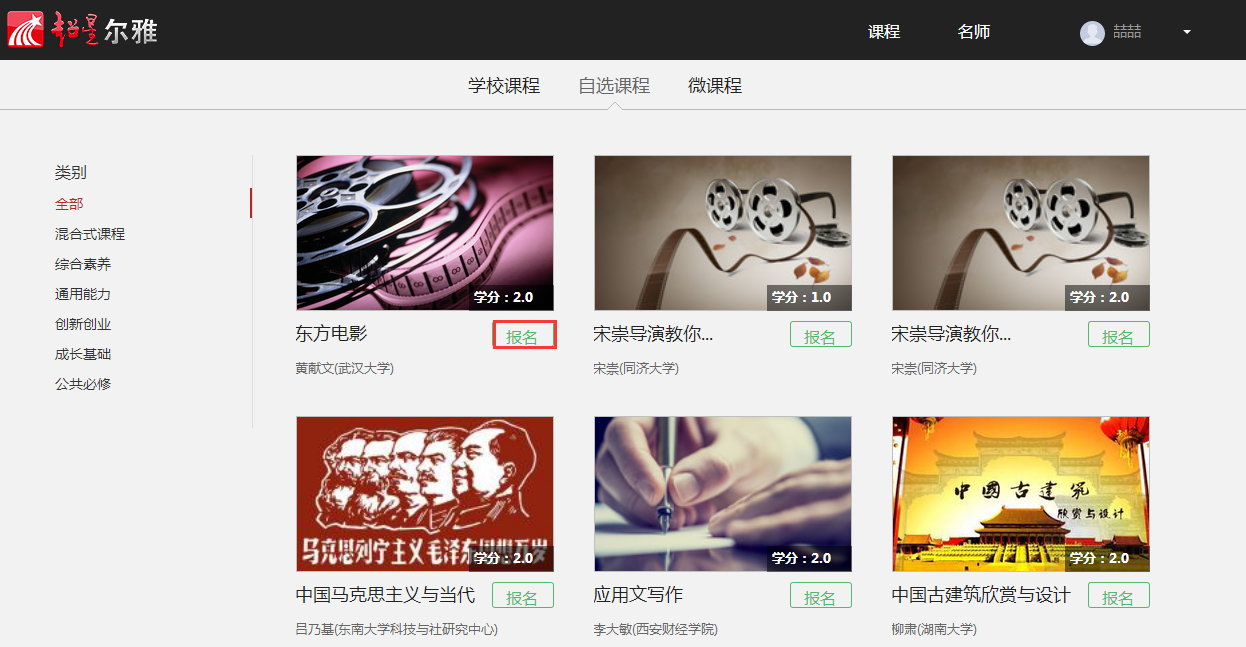 超星尔雅
课程
名师
喆喆
学校课程
自选课程
微课程
类别
全部
混合式课程
综合素养
通用能力
创新创业
成长基础
公共必修
学分：2.0
东方电影
报名
黄献文(武汉大学)
学分：1.0
宋崇导演教你...
报名
宋崇(同济大学)
学分：2.0
宋崇导演教你...
报名
宋崇(同济大学)
马克思列宁主义毛泽东思想万岁
学分：2.0
中国马克思主义与当代
报名
吕乃基(东南大学科技与社研究中心)
学分：2.0
应用文写作
报名
李大敏(西安财经学院)
中國古建筑
欣赏与设计
学分：2.0
中国古建筑欣赏与设计
报名
柳肃(湖南大学)